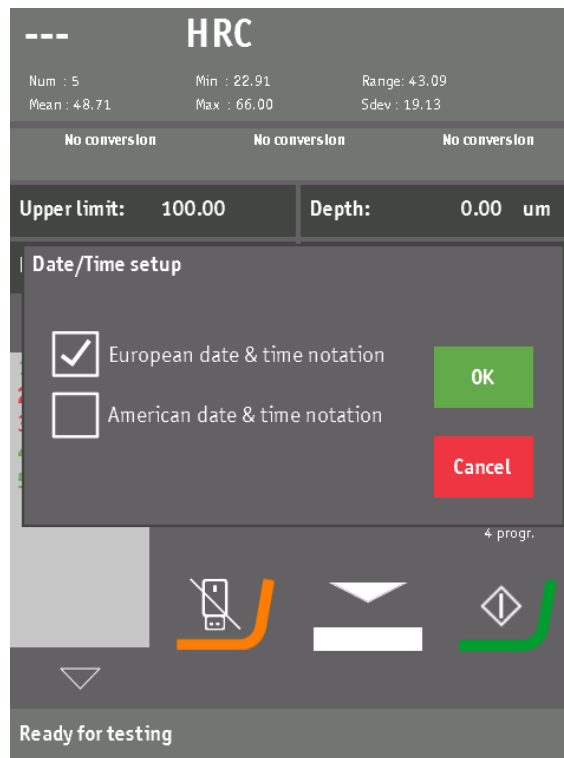 --- HRC
Num : 5 Min : 22.91 Range: 43.09
Mean : 48.71 Max : 66.00 Sdev : 19.13
No conversion No conversion No conversion
Upper limit: 100.00 Depth: 0.00 um
Date/Time setup
European date & time notation
OK
American date & time notation
Cancel
4 progr.
Ready for testing